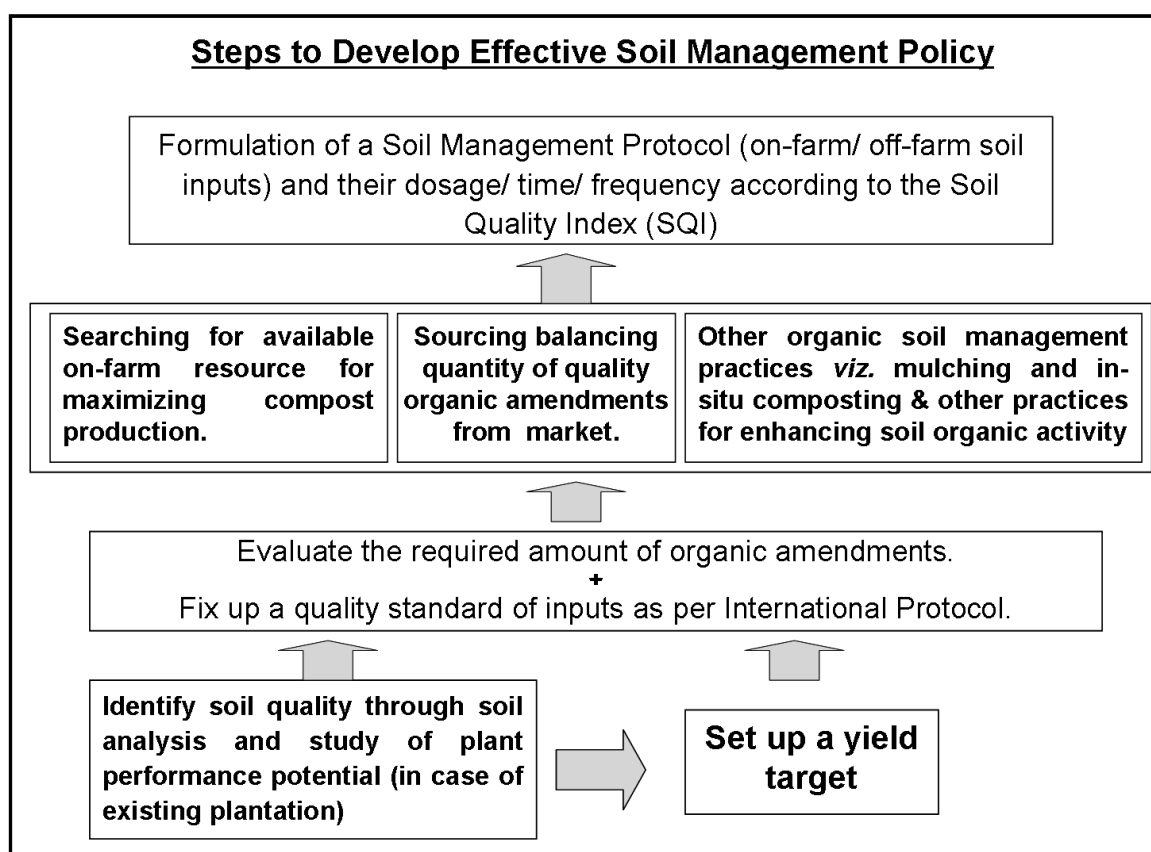 Steps to Develop Effective Soil Management Policy
Formulation of a Soil Management Protocol (on-farm/ off-farm soil
inputs) and their dosage/ time/ frequency according to the Soil
Quality Index (SQI)
Searching for available
on-farm resource for
maximizing compost
production.
Sourcing balancing
quantity of quality
organic amendments
from market.
Other organic soil management
practices viz. mulching and in-
situ composting & other practices
for enhancing soil organic activity
Evaluate the required amount of organic amendments.
+
Fix up a quality standard of inputs as per International Protocol.
Identify soil quality through soil
analysis and study of plant
performance potential (in case of
existing plantation)
Set up a yield
target